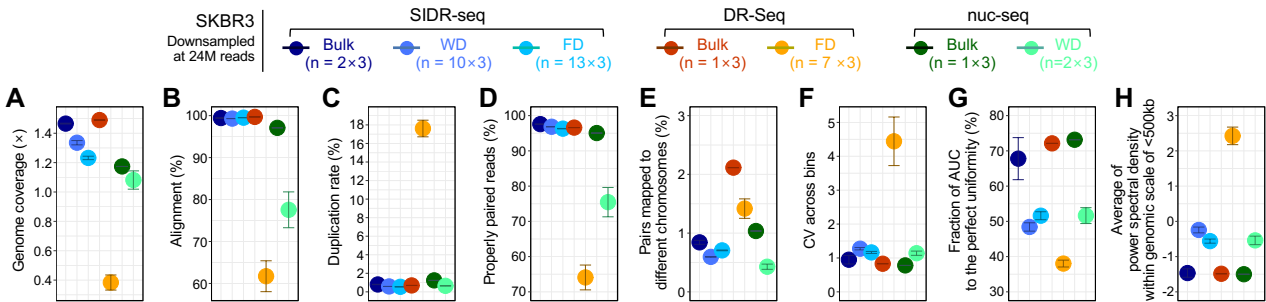 SKBR3
Downsampled
at 24M reads
SIDR-seq
Bulk
(n = 2×3)
WD
(n = 10×3)
FD
(n = 13×3)
DR-Seq
Bulk
(n = 1×3)
FD
(n = 7 ×3)
nuc-seq
Bulk
(n = 1×3)
WD
(n=2×3)
A
Genome coverage (×)
1.4
1.2
1.0
0.8
0.6
0.4
B
Alignment (%)
100
90
80
70
60
C
Duplication rate (%)
18
16
14
12
10
8
6
4
2
0
D
Properly paired reads (%)
100
90
80
70
E
Pairs mapped to
different chromosomes (%)
3
2
1
0
F
CV across bins
5
4
3
2
1
0
G
Fraction of AUC
to the perfect uniformity (%)
80
70
60
50
40
30
H
Average of
power spectral density
within genomic scale of <500kb
3
2
1
0
-1
-2